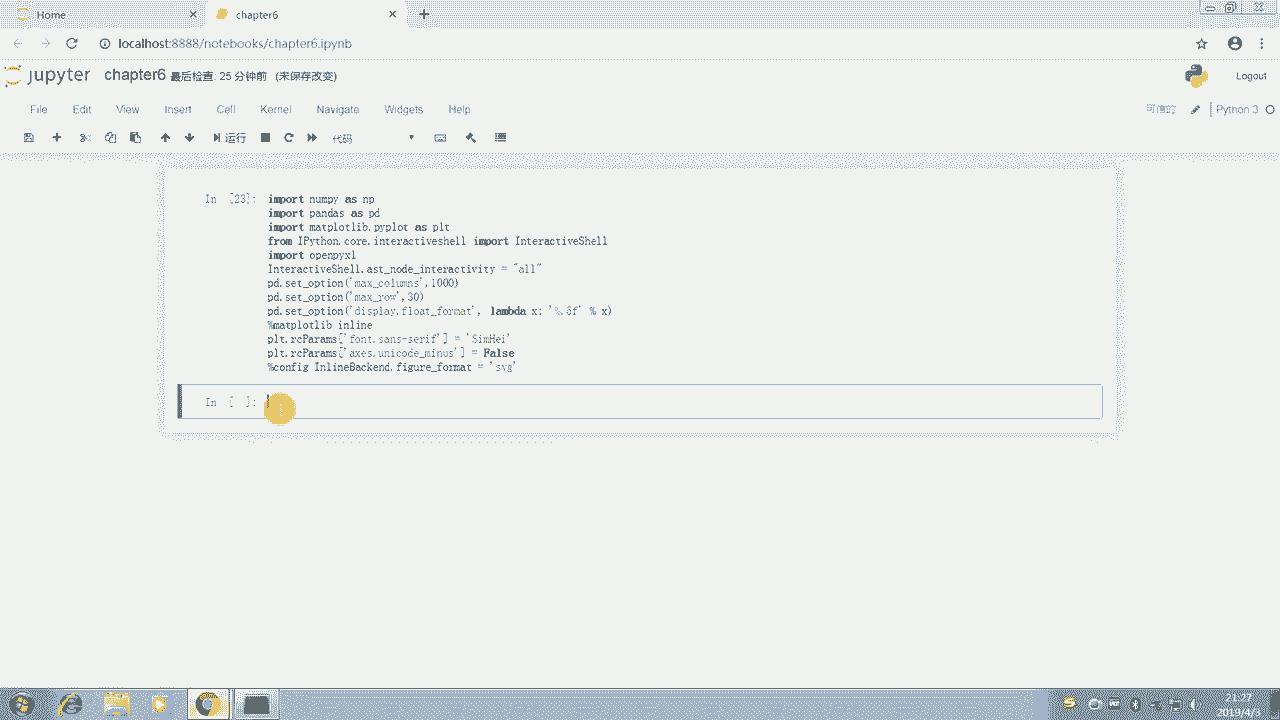 Home
chapter6
localhost:8888/notebooks/chapter6.ipynb
jupyter chapter6 最后检查: 25 分钟前 (未保存改变)
Logout
File Edit View Insert Cell Kernel Navigate Widgets Help
可信的 Python 3
运行 代码
In [23]: import numpy as np
import pandas as pd
import matplotlib.pyplot as plt
from IPython.core.interactiveshell import InteractiveShell
import openpyxl
InteractiveShell.ast_node_interactivity = "all"
pd.set_option('max_columns',1000)
pd.set_option('max_row',30)
pd.set_option('display.float_format', lambda x: '%.5f' % x)
%matplotlib inline
plt.rcParams['font.sans-serif'] = 'SimHei'
plt.rcParams['axes.unicode_minus'] = False
%config InlineBackend.figure_format = 'svg'
In [ ]:
21:27
2019/4/3